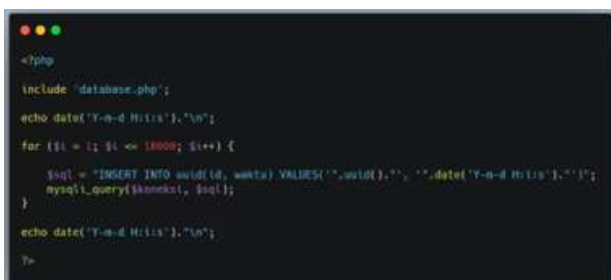 <?php
include 'database.php';
echo date('Y-m-d H:i:s')."\n";
for ($i = 1; $i <= 10000; $i++) {
$sql = "INSERT INTO uuid(id, waktu) VALUES('".uuid()."', '".date('Y-m-d H:i:s')."')";
mysqli_query($koneksi, $sql);
}
echo date('Y-m-d H:i:s')."\n";
?>